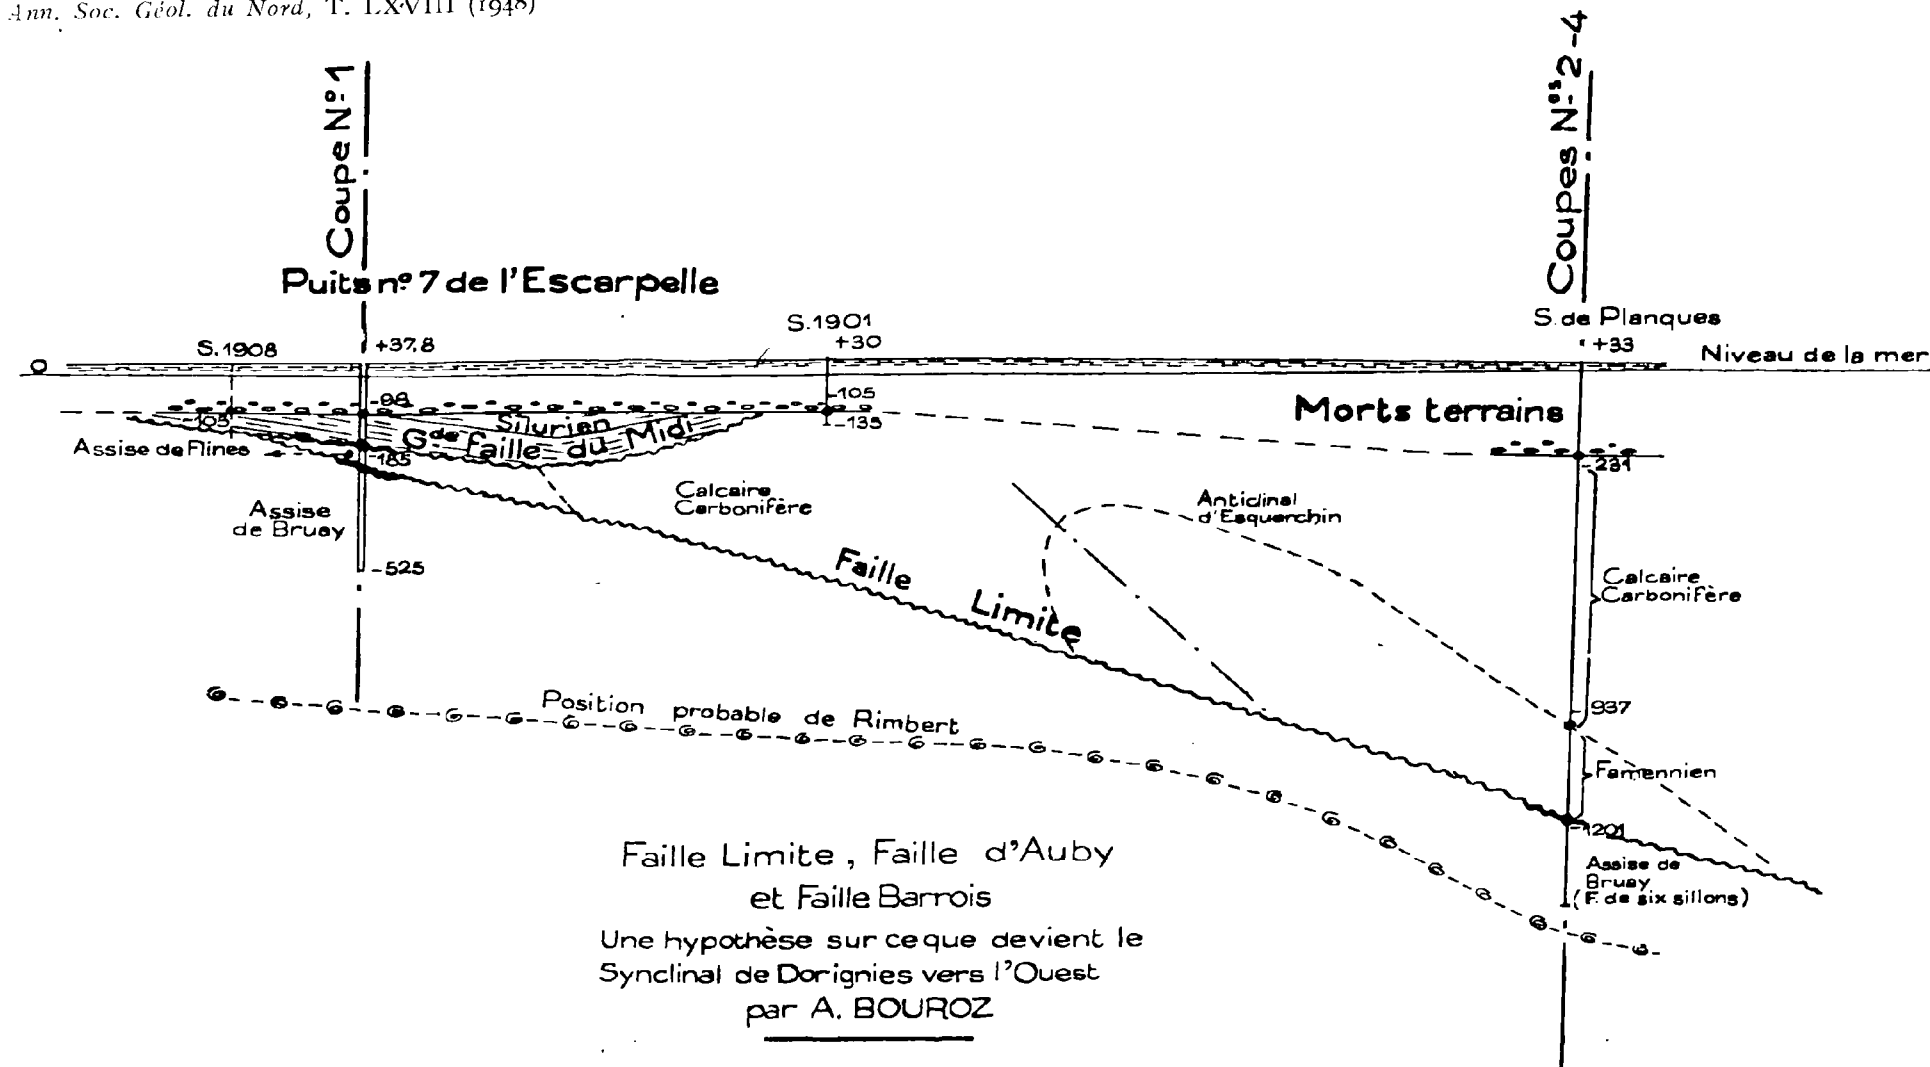 Ann. Soc. Géol. du Nord, T. LXVIII (1948)
Coupe N°1
Coupes Nos 2-4
Puits n° 7 de l'Escarpelle
S. 1908
+37,8
S. 1901
+30
S. de Planques
+33
O
Niveau de la mer
-98
-105
-103
-135
Silurien
Gde Faille du Midi
Morts terrains
Assise de Flines
-185
-231
Calcaire
Carbonifère
Anticlinal
d'Esquerchin
Assise
de Bruay
-525
Faille Limite
Calcaire
Carbonifère
Position probable de Rimbert
-937
Famennien
-1201
Assise de
Bruay
(F. de six sillons)
Faille Limite, Faille d'Auby
et Faille Barrois
Une hypothèse sur ce que devient le
Synclinal de Dorignies vers l'Ouest
par A. BOUROZ